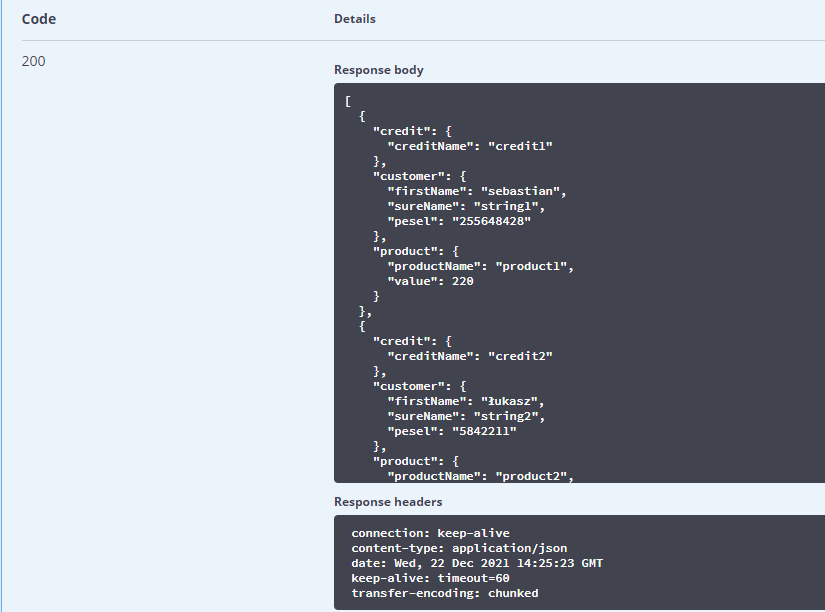 Code Details
200
Response body
[
  {
    "credit": {
      "creditName": "credit1"
    },
    "customer": {
      "firstName": "sebastian",
      "sureName": "string1",
      "pesel": "255648428"
    },
    "product": {
      "productName": "product1",
      "value": 220
    }
  },
  {
    "credit": {
      "creditName": "credit2"
    },
    "customer": {
      "firstName": "łukasz",
      "sureName": "string2",
      "pesel": "5842211"
    },
    "product": {
      "productName": "product2",
Response headers
connection: keep-alive
content-type: application/json
date: Wed, 22 Dec 2021 14:25:23 GMT
keep-alive: timeout=60
transfer-encoding: chunked